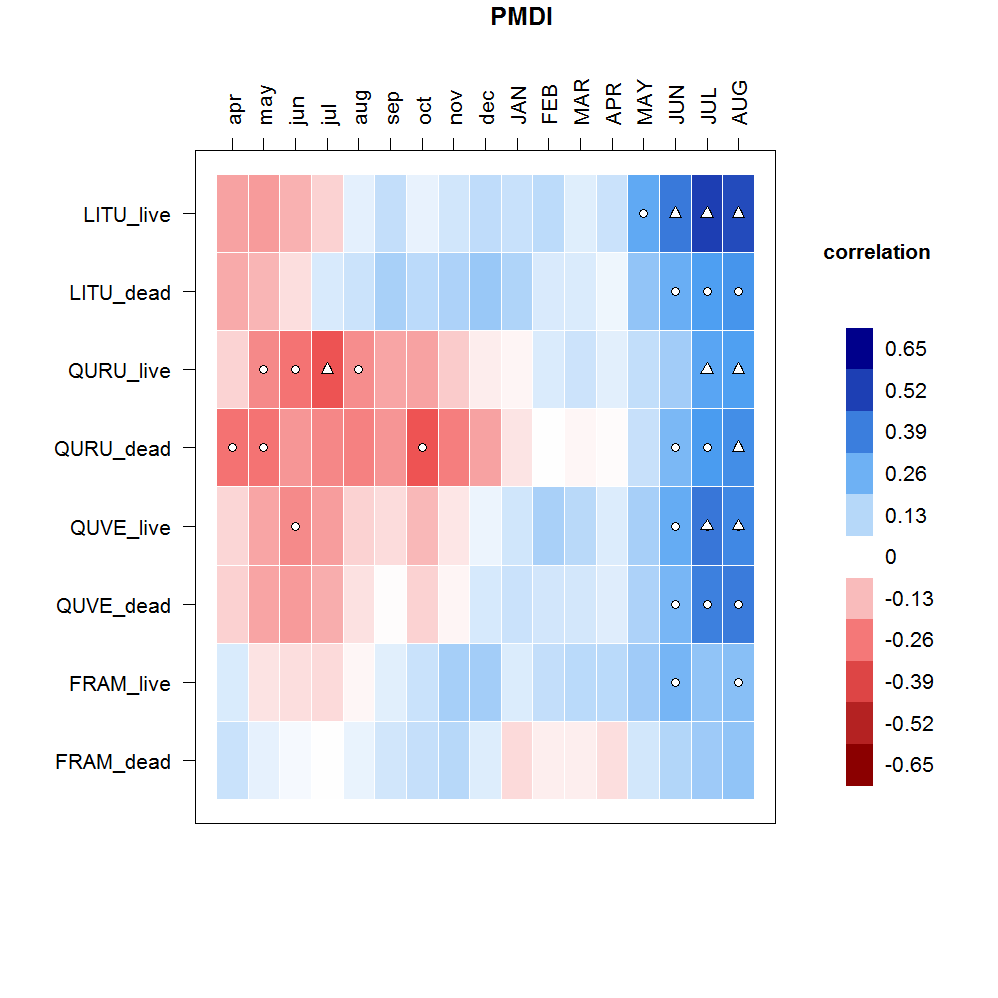 PMDI
apr may jun jul aug sep oct nov dec JAN FEB MAR APR MAY JUN JUL AUG
LITU_live
LITU_dead
QURU_live
QURU_dead
QUVE_live
QUVE_dead
FRAM_live
FRAM_dead
correlation
0.65
0.52
0.39
0.26
0.13
0
-0.13
-0.26
-0.39
-0.52
-0.65